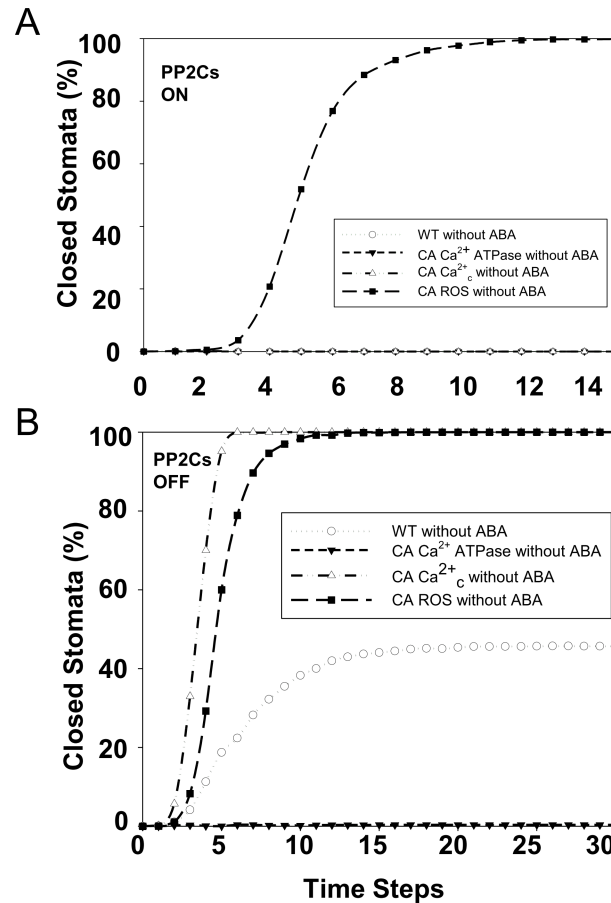 A
Closed Stomata (%)
100
80
60
40
20
0
PP2Cs
ON
WT without ABA
CA Ca²⁺ ATPase without ABA
CA Ca²⁺c without ABA
CA ROS without ABA
0 2 4 6 8 10 12 14
B
Closed Stomata (%)
100
80
60
40
20
0
PP2Cs
OFF
WT without ABA
CA Ca²⁺ ATPase without ABA
CA Ca²⁺c without ABA
CA ROS without ABA
0 5 10 15 20 25 30
Time Steps